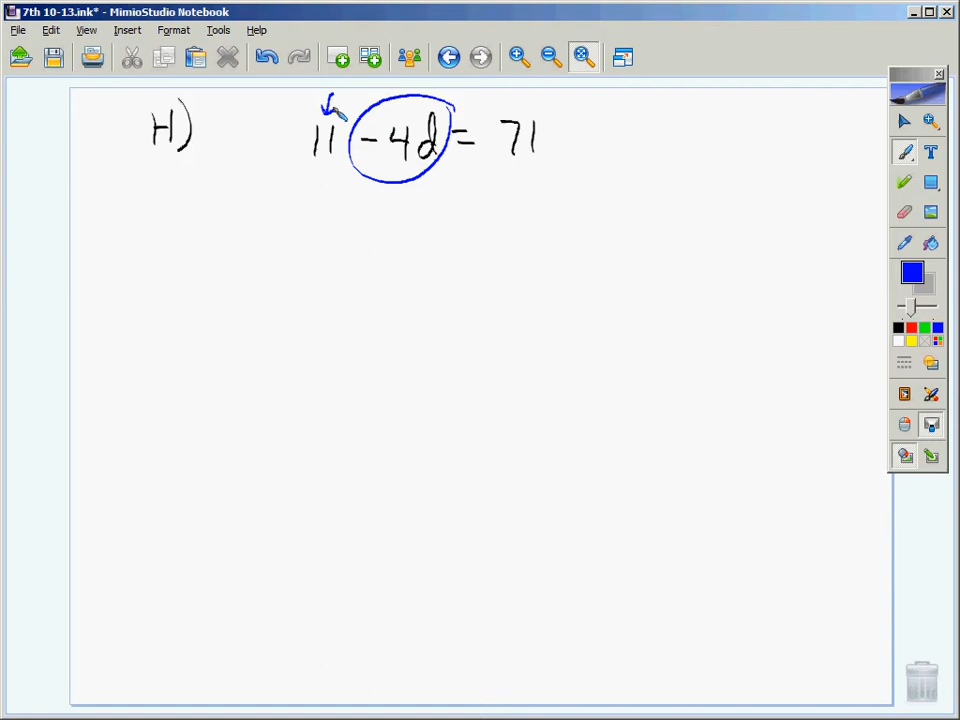 7th 10-13.ink* - MimioStudio Notebook
File Edit View Insert Format Tools Help
H) 11 - 4d = 71